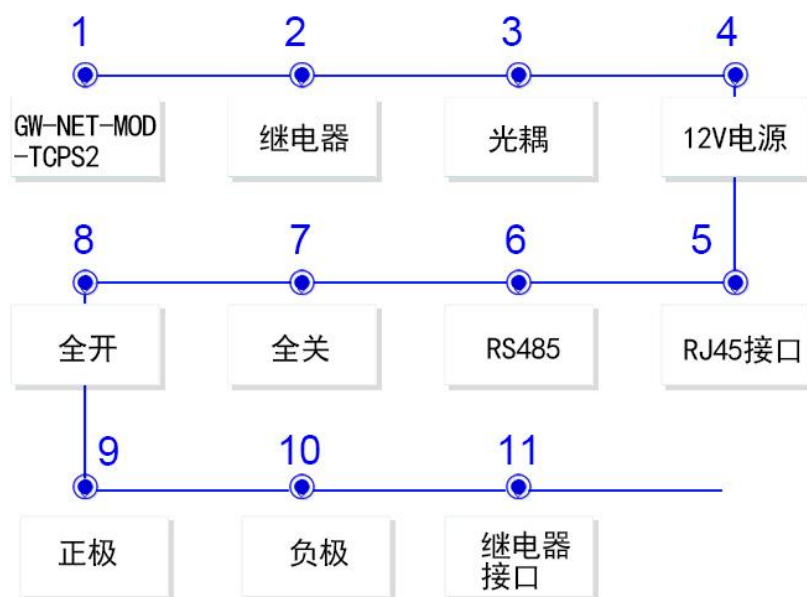 1 2 3 4
GW-NET-MOD
-TCPS2
继电器
光耦
12V电源
8 7 6 5
全开
全关
RS485
RJ45接口
9 10 11
正极
负极
继电器
接口